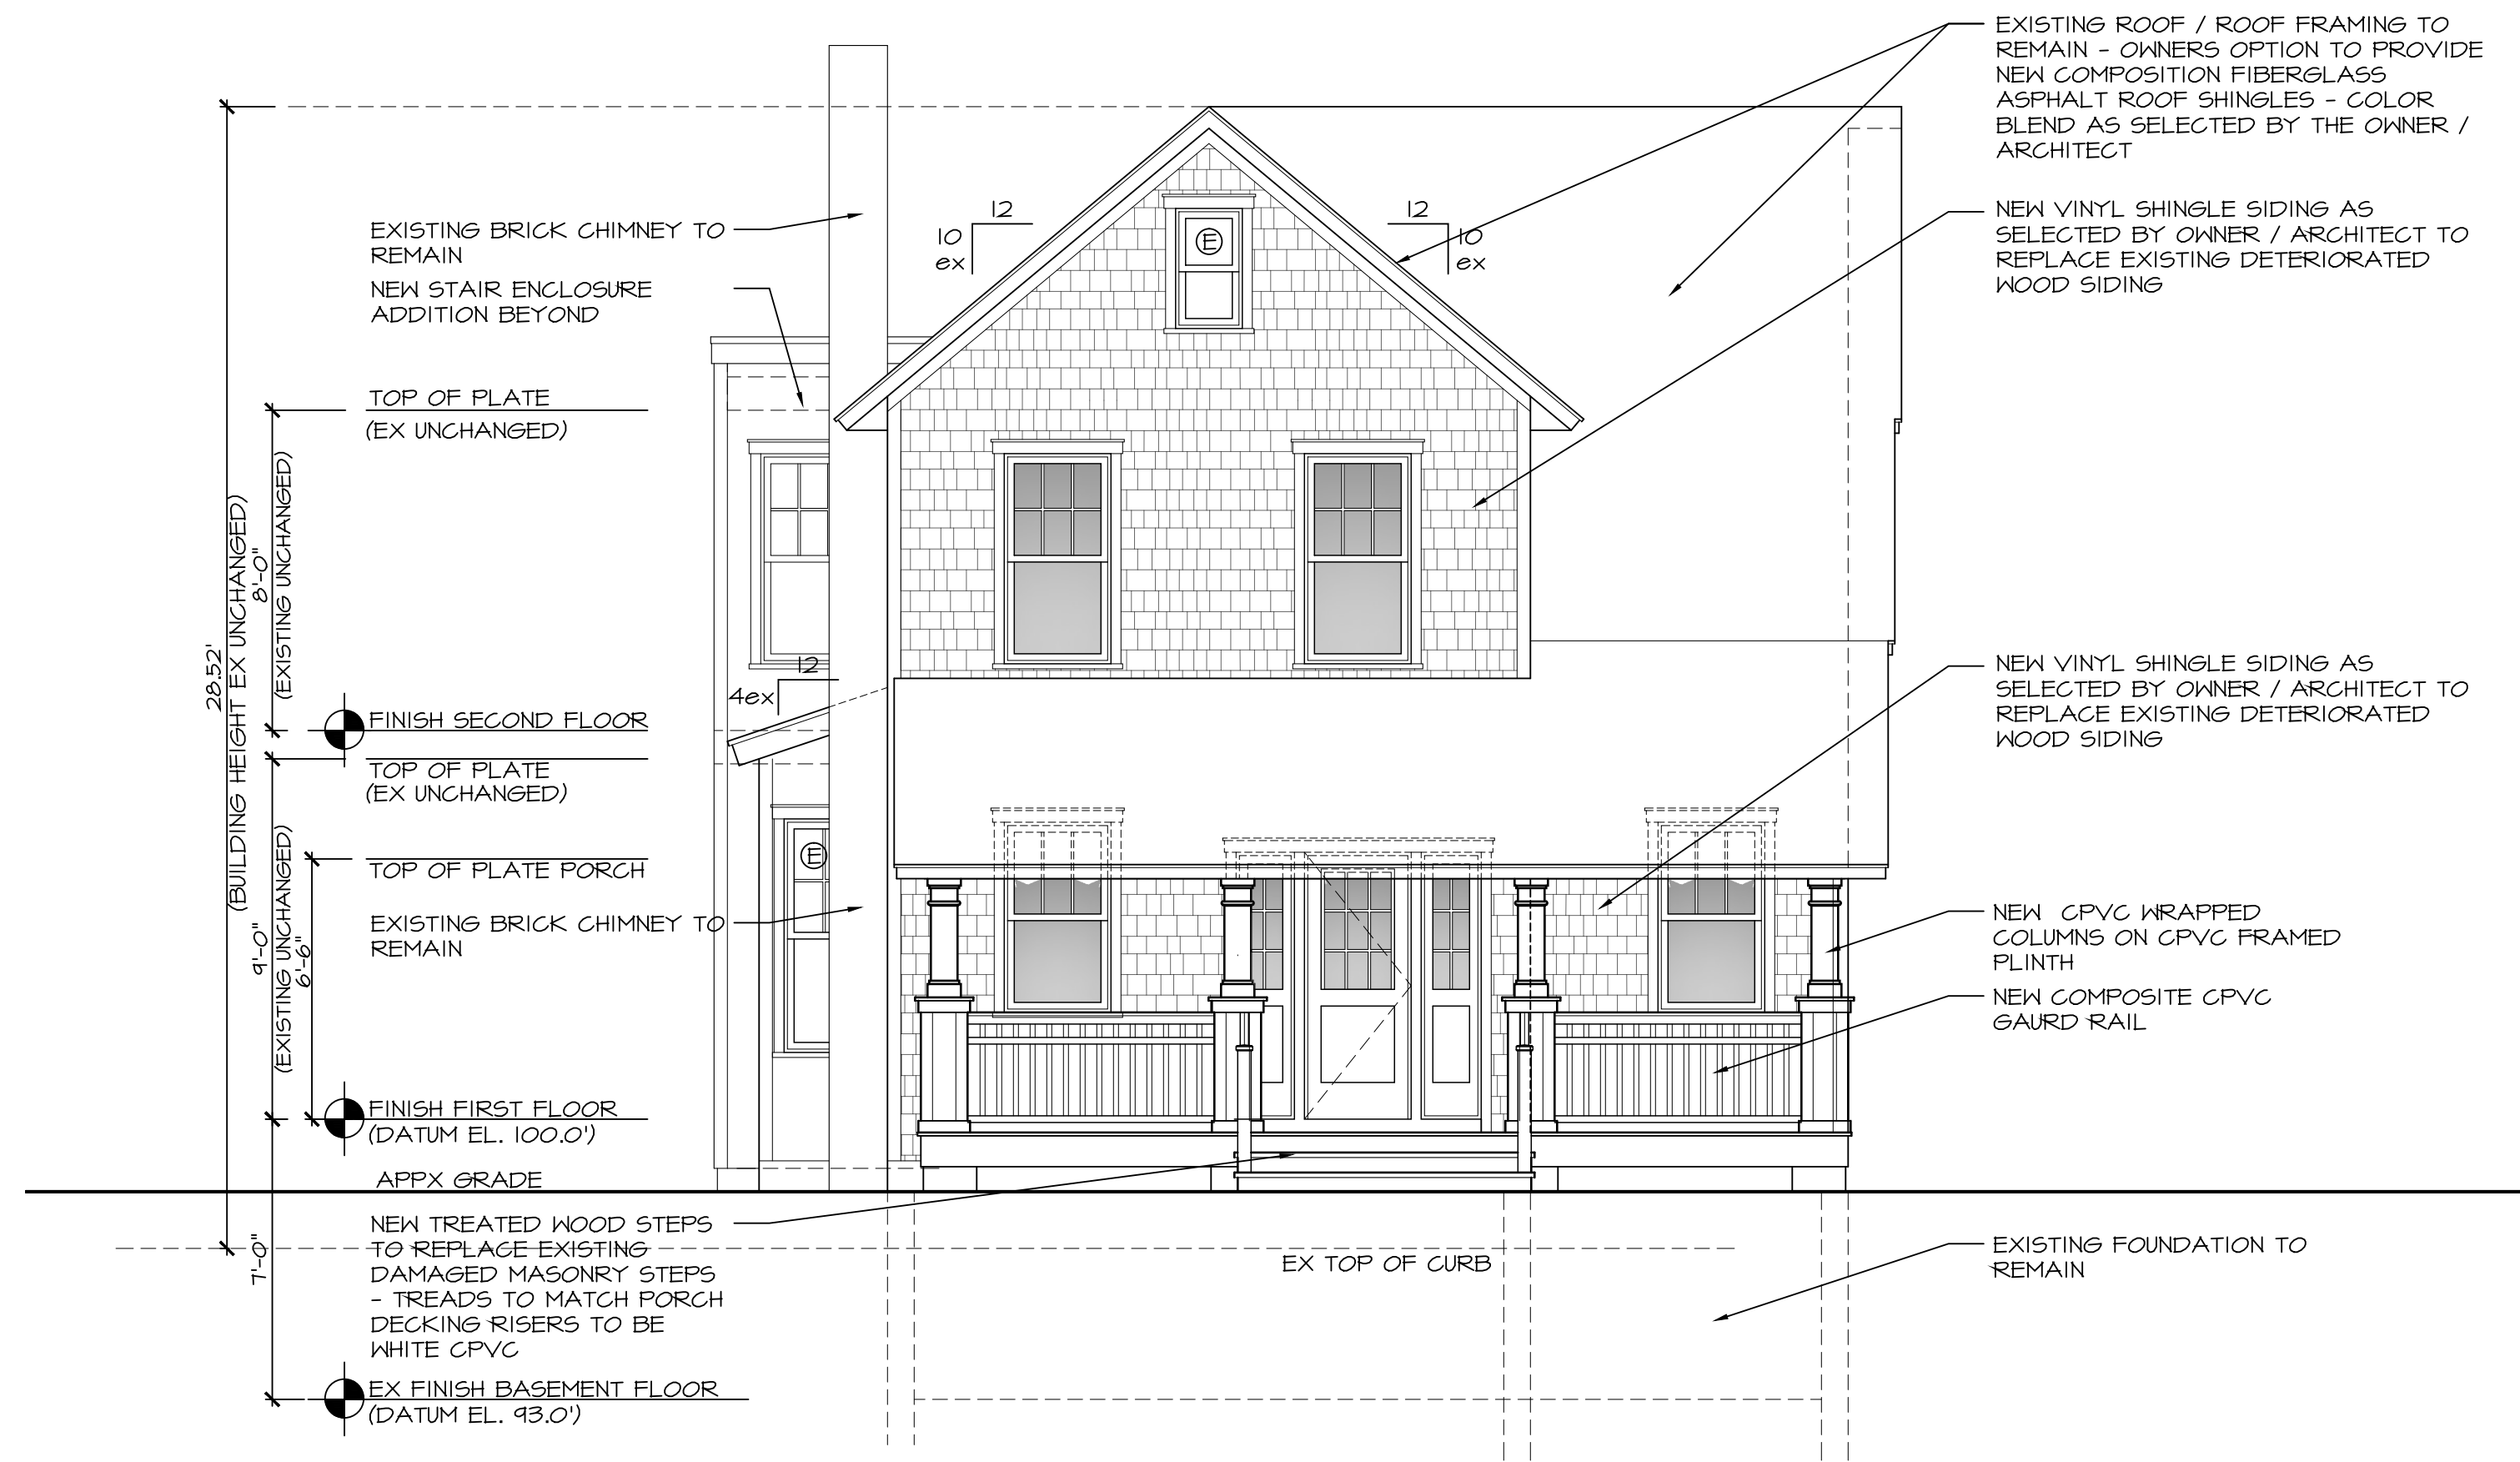 EXISTING ROOF / ROOF FRAMING TO
REMAIN - OWNERS OPTION TO PROVIDE
NEW COMPOSITION FIBERGLASS
ASPHALT ROOF SHINGLES - COLOR
BLEND AS SELECTED BY THE OWNER /
ARCHITECT
NEW VINYL SHINGLE SIDING AS
SELECTED BY OWNER / ARCHITECT TO
REPLACE EXISTING DETERIORATED
WOOD SIDING
12
10
ex
12
10
ex
E
EXISTING BRICK CHIMNEY TO
REMAIN
NEW STAIR ENCLOSURE
ADDITION BEYOND
TOP OF PLATE
(EX UNCHANGED)
28.52'
(BUILDING HEIGHT EX UNCHANGED)
8'-0"
(EXISTING UNCHANGED)
12
4ex
FINISH SECOND FLOOR
TOP OF PLATE
(EX UNCHANGED)
NEW VINYL SHINGLE SIDING AS
SELECTED BY OWNER / ARCHITECT TO
REPLACE EXISTING DETERIORATED
WOOD SIDING
9'-0"
(EXISTING UNCHANGED)
6'-6"
TOP OF PLATE PORCH
E
EXISTING BRICK CHIMNEY TO
REMAIN
NEW CPVC WRAPPED
COLUMNS ON CPVC FRAMED
PLINTH
NEW COMPOSITE CPVC
GAURD RAIL
FINISH FIRST FLOOR
(DATUM EL. 100.0')
APPX GRADE
NEW TREATED WOOD STEPS
TO REPLACE EXISTING
DAMAGED MASONRY STEPS
- TREADS TO MATCH PORCH
DECKING RISERS TO BE
WHITE CPVC
7'-0"
EX TOP OF CURB
EXISTING FOUNDATION TO
REMAIN
EX FINISH BASEMENT FLOOR
(DATUM EL. 93.0')